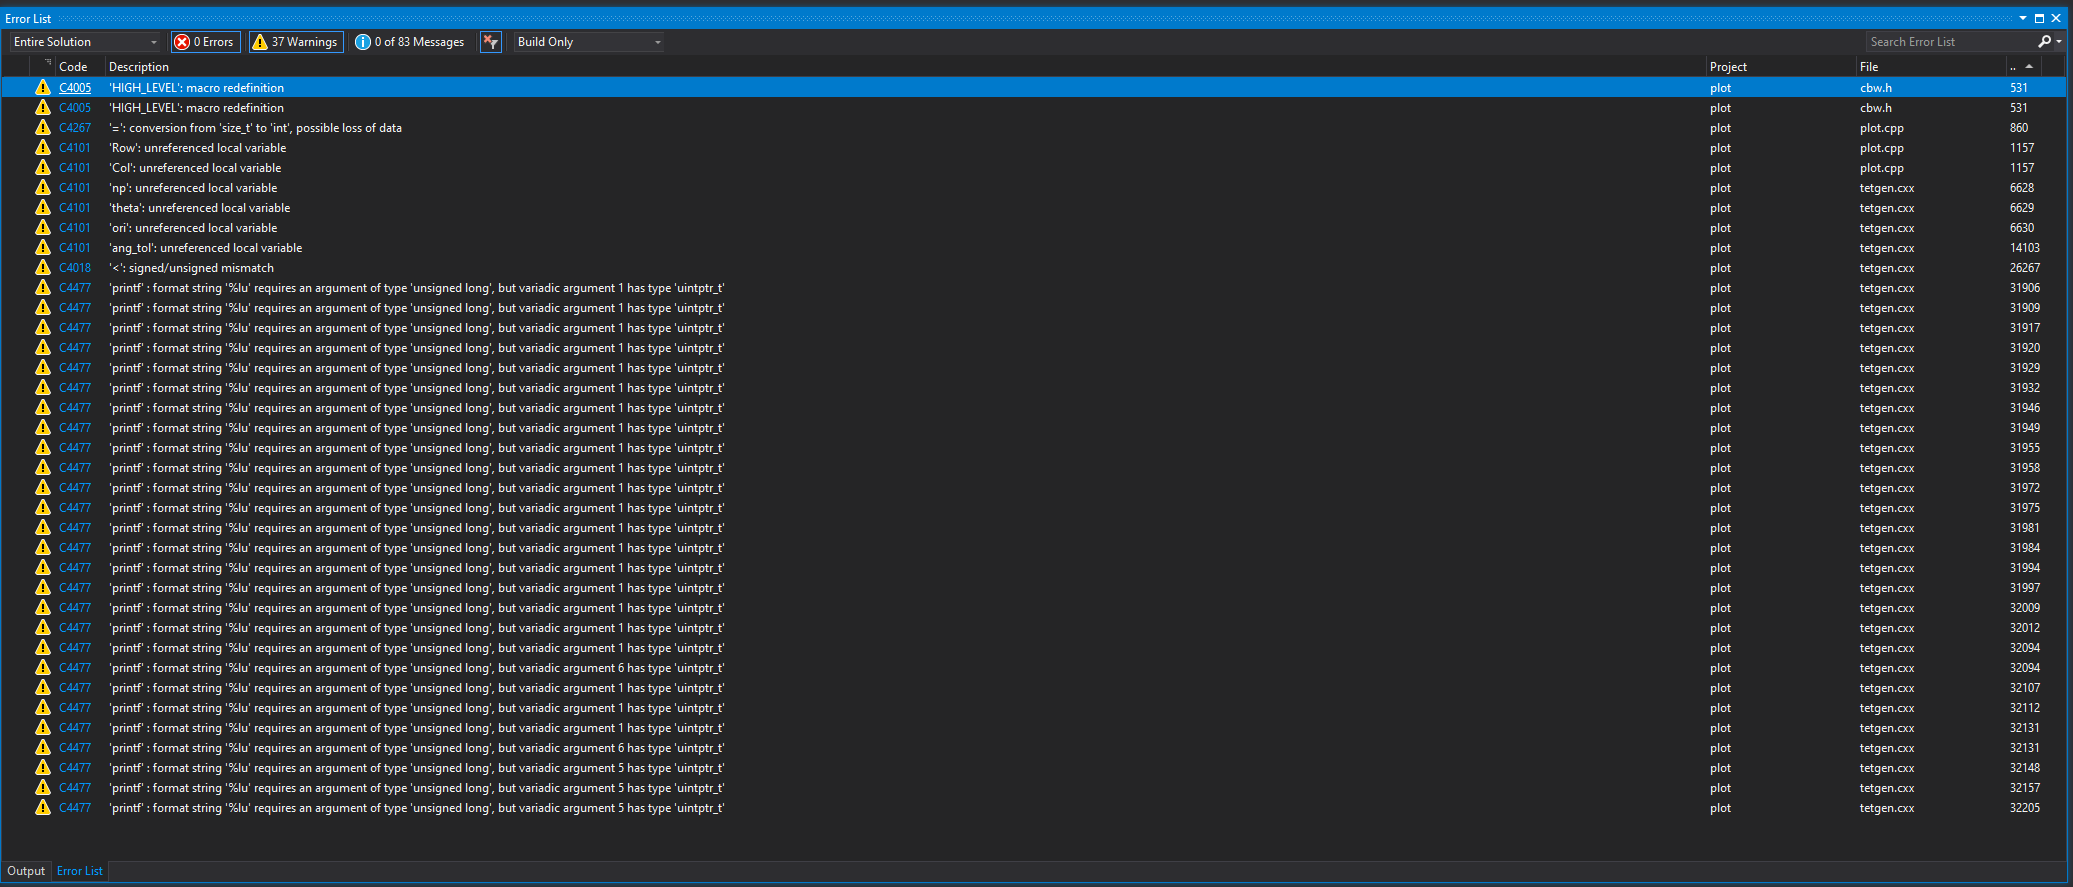 Error List
Entire Solution 0 Errors 37 Warnings 0 of 83 Messages Build Only Search Error List
Code Description Project File ..
C4005 'HIGH_LEVEL': macro redefinition plot cbw.h 531
C4005 'HIGH_LEVEL': macro redefinition plot cbw.h 531
C4267 '=': conversion from 'size_t' to 'int', possible loss of data plot plot.cpp 860
C4101 'Row': unreferenced local variable plot plot.cpp 1157
C4101 'Col': unreferenced local variable plot plot.cpp 1157
C4101 'np': unreferenced local variable plot tetgen.cxx 6628
C4101 'theta': unreferenced local variable plot tetgen.cxx 6629
C4101 'ori': unreferenced local variable plot tetgen.cxx 6630
C4101 'ang_tol': unreferenced local variable plot tetgen.cxx 14103
C4018 '<': signed/unsigned mismatch plot tetgen.cxx 26267
C4477 'printf' : format string '%lu' requires an argument of type 'unsigned long', but variadic argument 1 has type 'uintptr_t' plot tetgen.cxx 31906
C4477 'printf' : format string '%lu' requires an argument of type 'unsigned long', but variadic argument 1 has type 'uintptr_t' plot tetgen.cxx 31909
C4477 'printf' : format string '%lu' requires an argument of type 'unsigned long', but variadic argument 1 has type 'uintptr_t' plot tetgen.cxx 31917
C4477 'printf' : format string '%lu' requires an argument of type 'unsigned long', but variadic argument 1 has type 'uintptr_t' plot tetgen.cxx 31920
C4477 'printf' : format string '%lu' requires an argument of type 'unsigned long', but variadic argument 1 has type 'uintptr_t' plot tetgen.cxx 31929
C4477 'printf' : format string '%lu' requires an argument of type 'unsigned long', but variadic argument 1 has type 'uintptr_t' plot tetgen.cxx 31932
C4477 'printf' : format string '%lu' requires an argument of type 'unsigned long', but variadic argument 1 has type 'uintptr_t' plot tetgen.cxx 31946
C4477 'printf' : format string '%lu' requires an argument of type 'unsigned long', but variadic argument 1 has type 'uintptr_t' plot tetgen.cxx 31949
C4477 'printf' : format string '%lu' requires an argument of type 'unsigned long', but variadic argument 1 has type 'uintptr_t' plot tetgen.cxx 31955
C4477 'printf' : format string '%lu' requires an argument of type 'unsigned long', but variadic argument 1 has type 'uintptr_t' plot tetgen.cxx 31958
C4477 'printf' : format string '%lu' requires an argument of type 'unsigned long', but variadic argument 1 has type 'uintptr_t' plot tetgen.cxx 31972
C4477 'printf' : format string '%lu' requires an argument of type 'unsigned long', but variadic argument 1 has type 'uintptr_t' plot tetgen.cxx 31975
C4477 'printf' : format string '%lu' requires an argument of type 'unsigned long', but variadic argument 1 has type 'uintptr_t' plot tetgen.cxx 31981
C4477 'printf' : format string '%lu' requires an argument of type 'unsigned long', but variadic argument 1 has type 'uintptr_t' plot tetgen.cxx 31984
C4477 'printf' : format string '%lu' requires an argument of type 'unsigned long', but variadic argument 1 has type 'uintptr_t' plot tetgen.cxx 31994
C4477 'printf' : format string '%lu' requires an argument of type 'unsigned long', but variadic argument 1 has type 'uintptr_t' plot tetgen.cxx 31997
C4477 'printf' : format string '%lu' requires an argument of type 'unsigned long', but variadic argument 1 has type 'uintptr_t' plot tetgen.cxx 32009
C4477 'printf' : format string '%lu' requires an argument of type 'unsigned long', but variadic argument 1 has type 'uintptr_t' plot tetgen.cxx 32012
C4477 'printf' : format string '%lu' requires an argument of type 'unsigned long', but variadic argument 1 has type 'uintptr_t' plot tetgen.cxx 32094
C4477 'printf' : format string '%lu' requires an argument of type 'unsigned long', but variadic argument 6 has type 'uintptr_t' plot tetgen.cxx 32094
C4477 'printf' : format string '%lu' requires an argument of type 'unsigned long', but variadic argument 1 has type 'uintptr_t' plot tetgen.cxx 32107
C4477 'printf' : format string '%lu' requires an argument of type 'unsigned long', but variadic argument 1 has type 'uintptr_t' plot tetgen.cxx 32112
C4477 'printf' : format string '%lu' requires an argument of type 'unsigned long', but variadic argument 1 has type 'uintptr_t' plot tetgen.cxx 32131
C4477 'printf' : format string '%lu' requires an argument of type 'unsigned long', but variadic argument 6 has type 'uintptr_t' plot tetgen.cxx 32131
C4477 'printf' : format string '%lu' requires an argument of type 'unsigned long', but variadic argument 5 has type 'uintptr_t' plot tetgen.cxx 32148
C4477 'printf' : format string '%lu' requires an argument of type 'unsigned long', but variadic argument 5 has type 'uintptr_t' plot tetgen.cxx 32157
C4477 'printf' : format string '%lu' requires an argument of type 'unsigned long', but variadic argument 5 has type 'uintptr_t' plot tetgen.cxx 32205
Output Error List